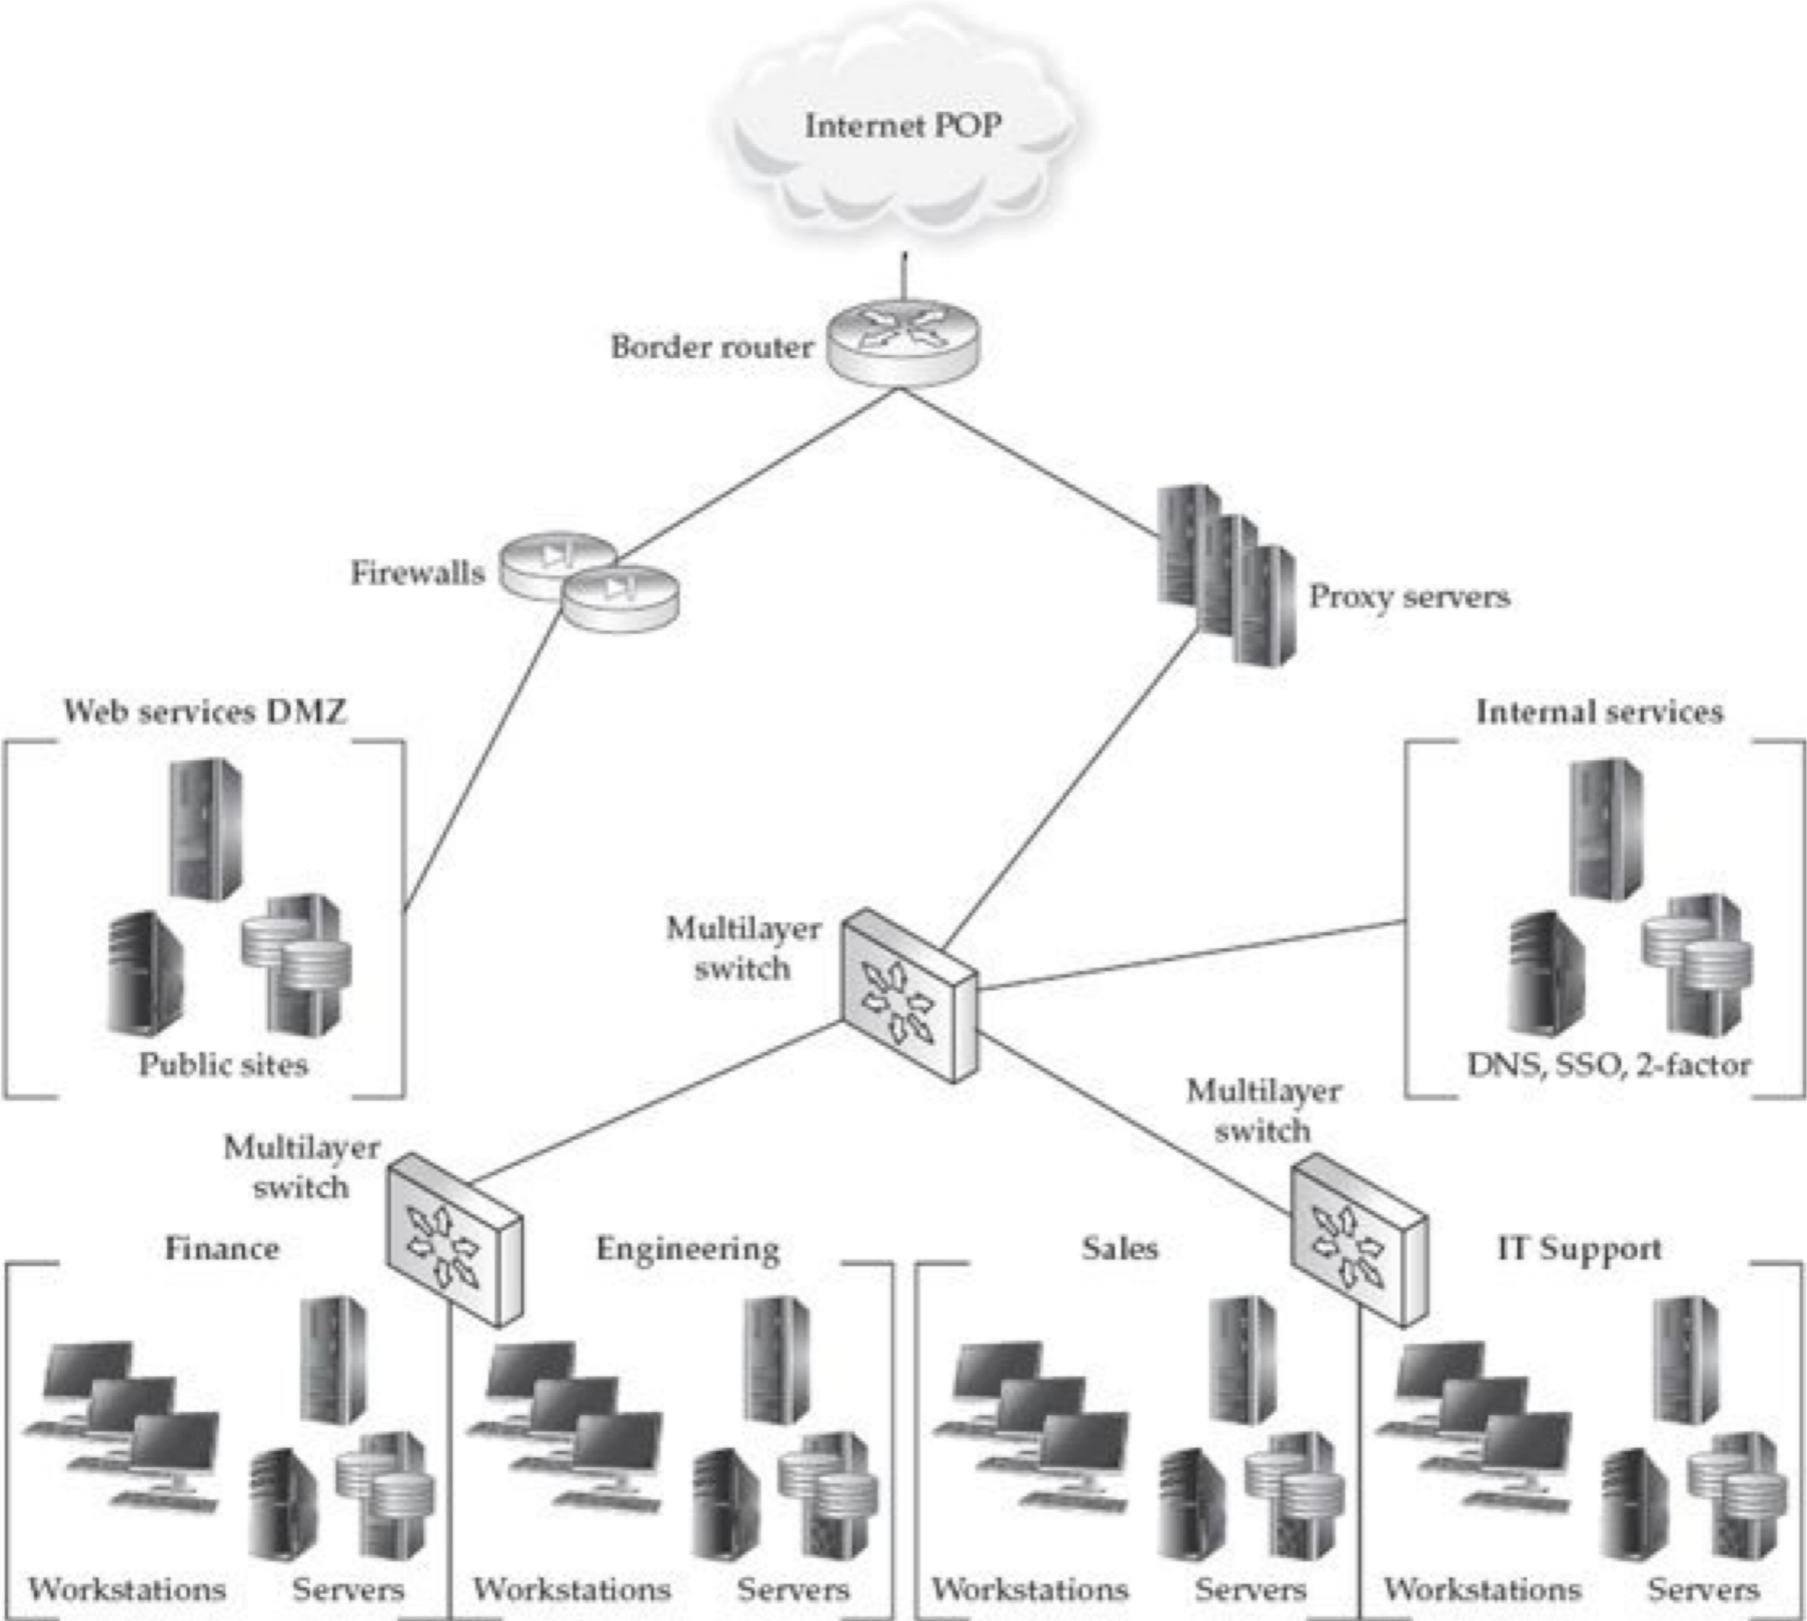 Internet POP
Border router
Firewalls
Proxy servers
Web services DMZ
Internal services
Public sites
Multilayer
switch
DNS, SSO, 2-factor
Multilayer
switch
Multilayer
switch
Finance
Engineering
Sales
IT Support
Workstations
Servers
Workstations
Servers
Workstations
Servers
Workstations
Servers